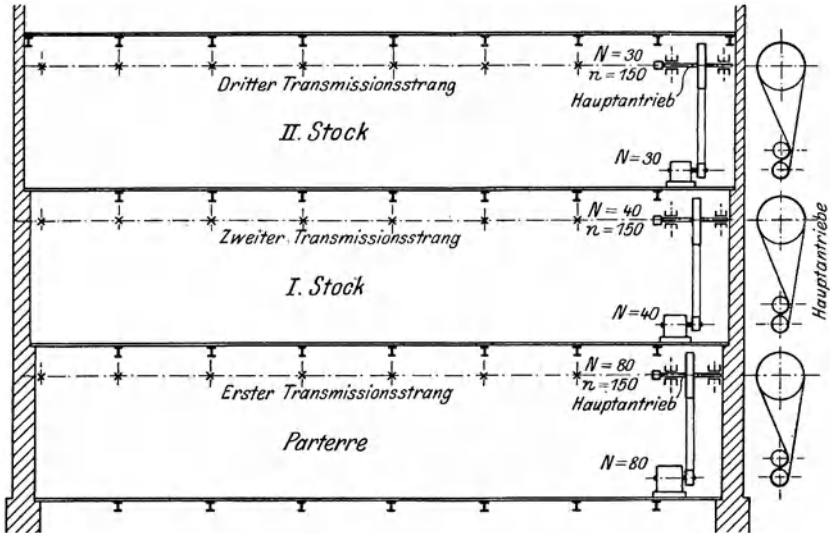 N=30
n=150
Dritter Transmissionsstrang
Hauptantrieb
II. Stock
N=30
N=40
n=150
Zweiter Transmissionsstrang
I. Stock
N=40
N=80
n=150
Erster Transmissionsstrang
Hauptantrieb
Parterre
N=80
Hauptantriebe